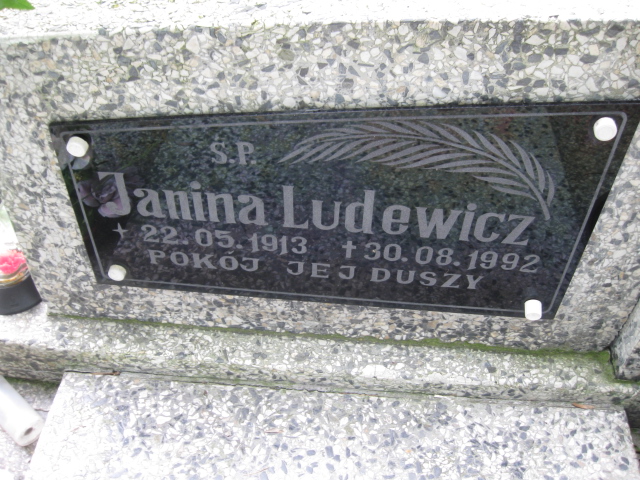 Ś.P.
Janina Ludewicz
* 22.05.1913 †30.08.1992
POKÓJ JEJ DUSZY